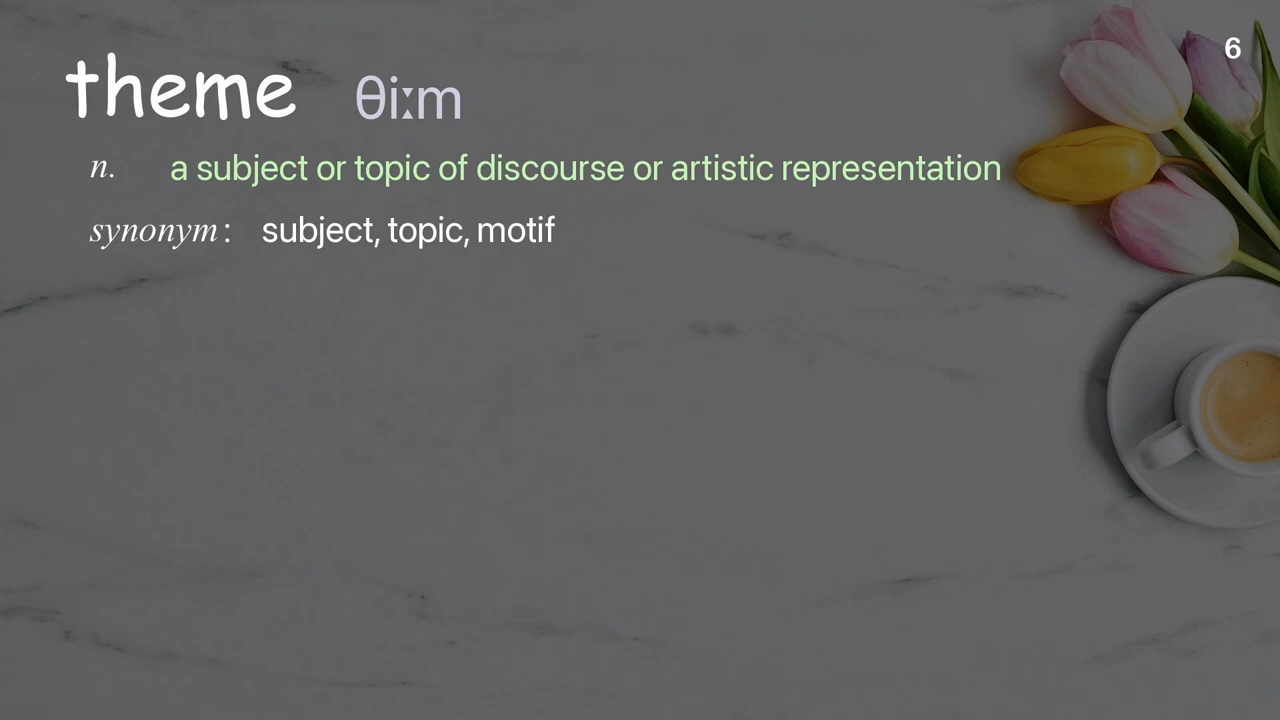 6
theme θiːm
n. a subject or topic of discourse or artistic representation
synonym: subject, topic, motif